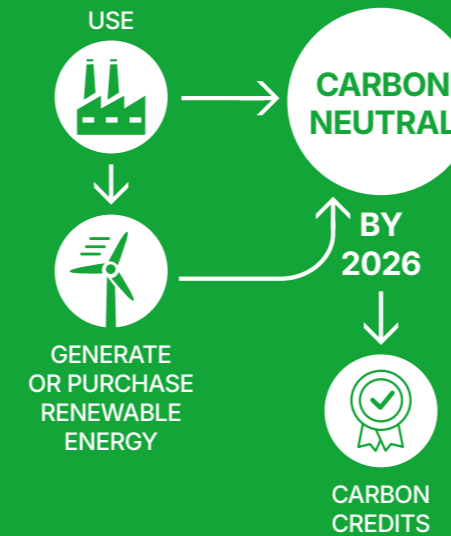 USE
CARBON
NEUTRAL
BY
2026
GENERATE
OR PURCHASE
RENEWABLE
ENERGY
CARBON
CREDITS